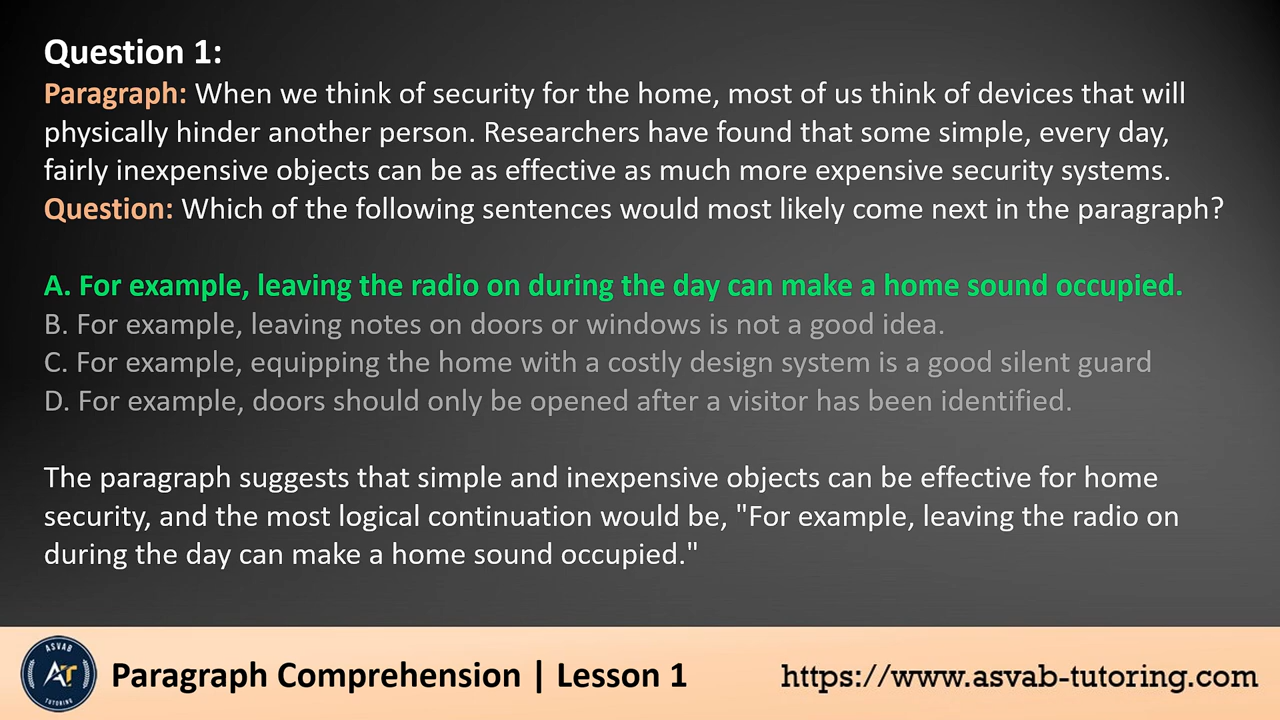 Question 1:
Paragraph: When we think of security for the home, most of us think of devices that will
physically hinder another person. Researchers have found that some simple, every day,
fairly inexpensive objects can be as effective as much more expensive security systems.
Question: Which of the following sentences would most likely come next in the paragraph?
A. For example, leaving the radio on during the day can make a home sound occupied.
B. For example, leaving notes on doors or windows is not a good idea.
C. For example, equipping the home with a costly design system is a good silent guard
D. For example, doors should only be opened after a visitor has been identified.
The paragraph suggests that simple and inexpensive objects can be effective for home
security, and the most logical continuation would be, "For example, leaving the radio on
during the day can make a home sound occupied."
ASVAB
AT
TUTORING
Paragraph Comprehension | Lesson 1
https://www.asvab-tutoring.com